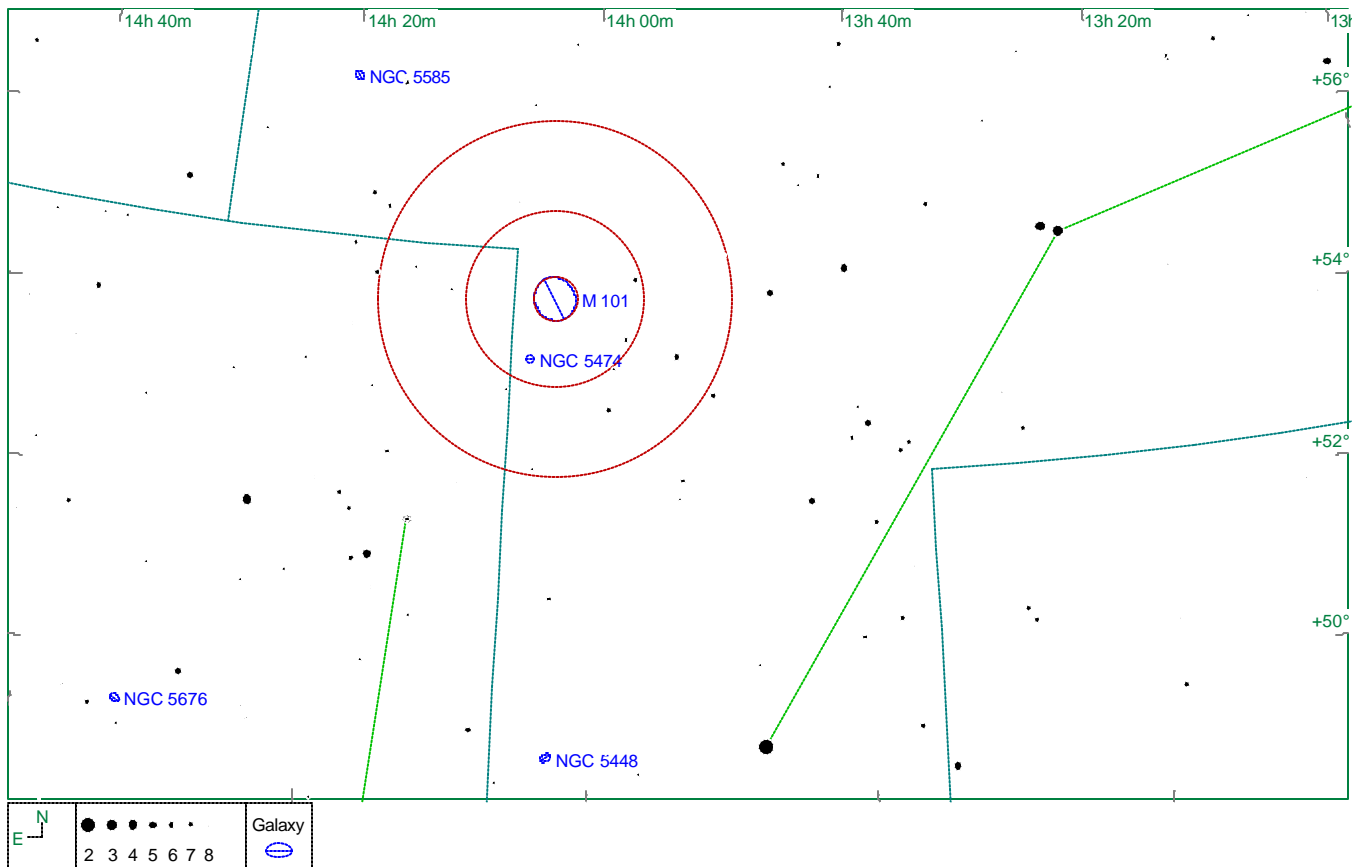 14h 40m
14h 20m
14h 00m
13h 40m
13h 20m
13h
NGC 5585
+56°
+54°
M 101
NGC 5474
+52°
+50°
NGC 5676
NGC 5448
N
E
Galaxy
2 3 4 5 6 7 8